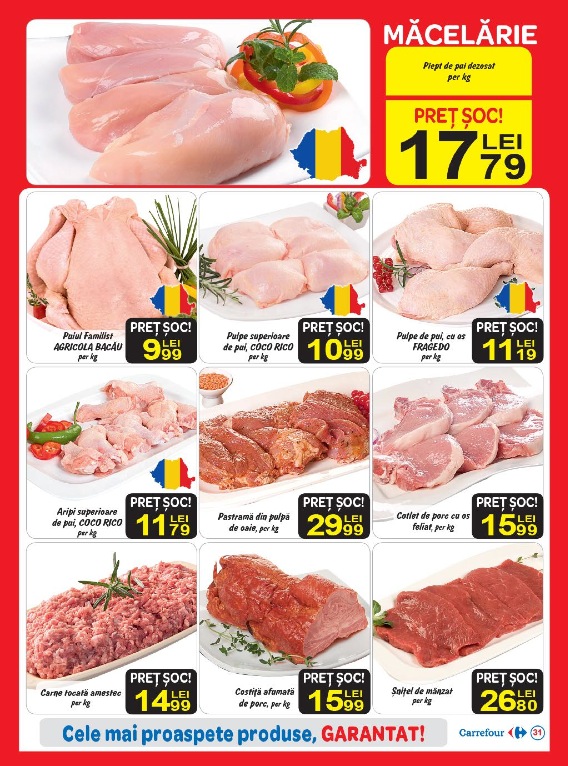 MĂCELĂRIE
Piept de pui dezosat
per kg
PREȚ ȘOC!
17 LEI 79
Puiul Familist
AGRICOLA BACĂU
per kg
PREȚ ȘOC!
9 LEI 99
Pulpe superioare
de pui, COCO RICO
per kg
PREȚ ȘOC!
10 LEI 99
Pulpe de pui, cu os
FRAGEDO
per kg
PREȚ ȘOC!
11 LEI 19
Aripi superioare
de pui, COCO RICO
per kg
PREȚ ȘOC!
11 LEI 79
Pastramă din pulpă
de oaie, per kg
PREȚ ȘOC!
29 LEI 99
Cotlet de porc cu os
feliat, per kg
PREȚ ȘOC!
15 LEI 99
Carne tocată amestec
per kg
PREȚ ȘOC!
14 LEI 99
Costiță afumată
de porc, per kg
PREȚ ȘOC!
15 LEI 99
Șnițel de mânzat
per kg
PREȚ ȘOC!
26 LEI 80
Cele mai proaspete produse, GARANTAT!
Carrefour 31